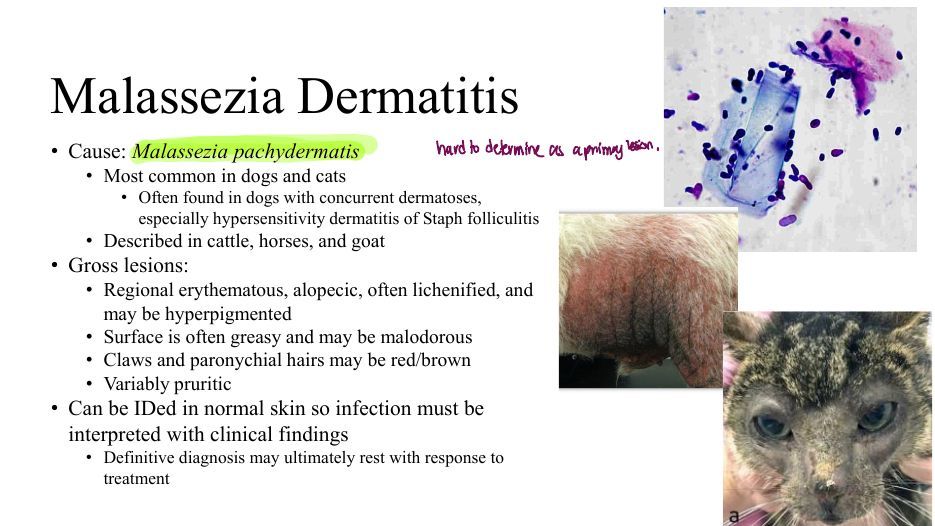 Malassezia Dermatitis
• Cause: Malassezia pachydermatis
hard to determine as a primary lesion.
• Most common in dogs and cats
• Often found in dogs with concurrent dermatoses,
especially hypersensitivity dermatitis of Staph folliculitis
• Described in cattle, horses, and goat
• Gross lesions:
• Regional erythematous, alopecic, often lichenified, and
may be hyperpigmented
• Surface is often greasy and may be malodorous
• Claws and paronychial hairs may be red/brown
• Variably pruritic
• Can be IDed in normal skin so infection must be
interpreted with clinical findings
• Definitive diagnosis may ultimately rest with response to
treatment
a